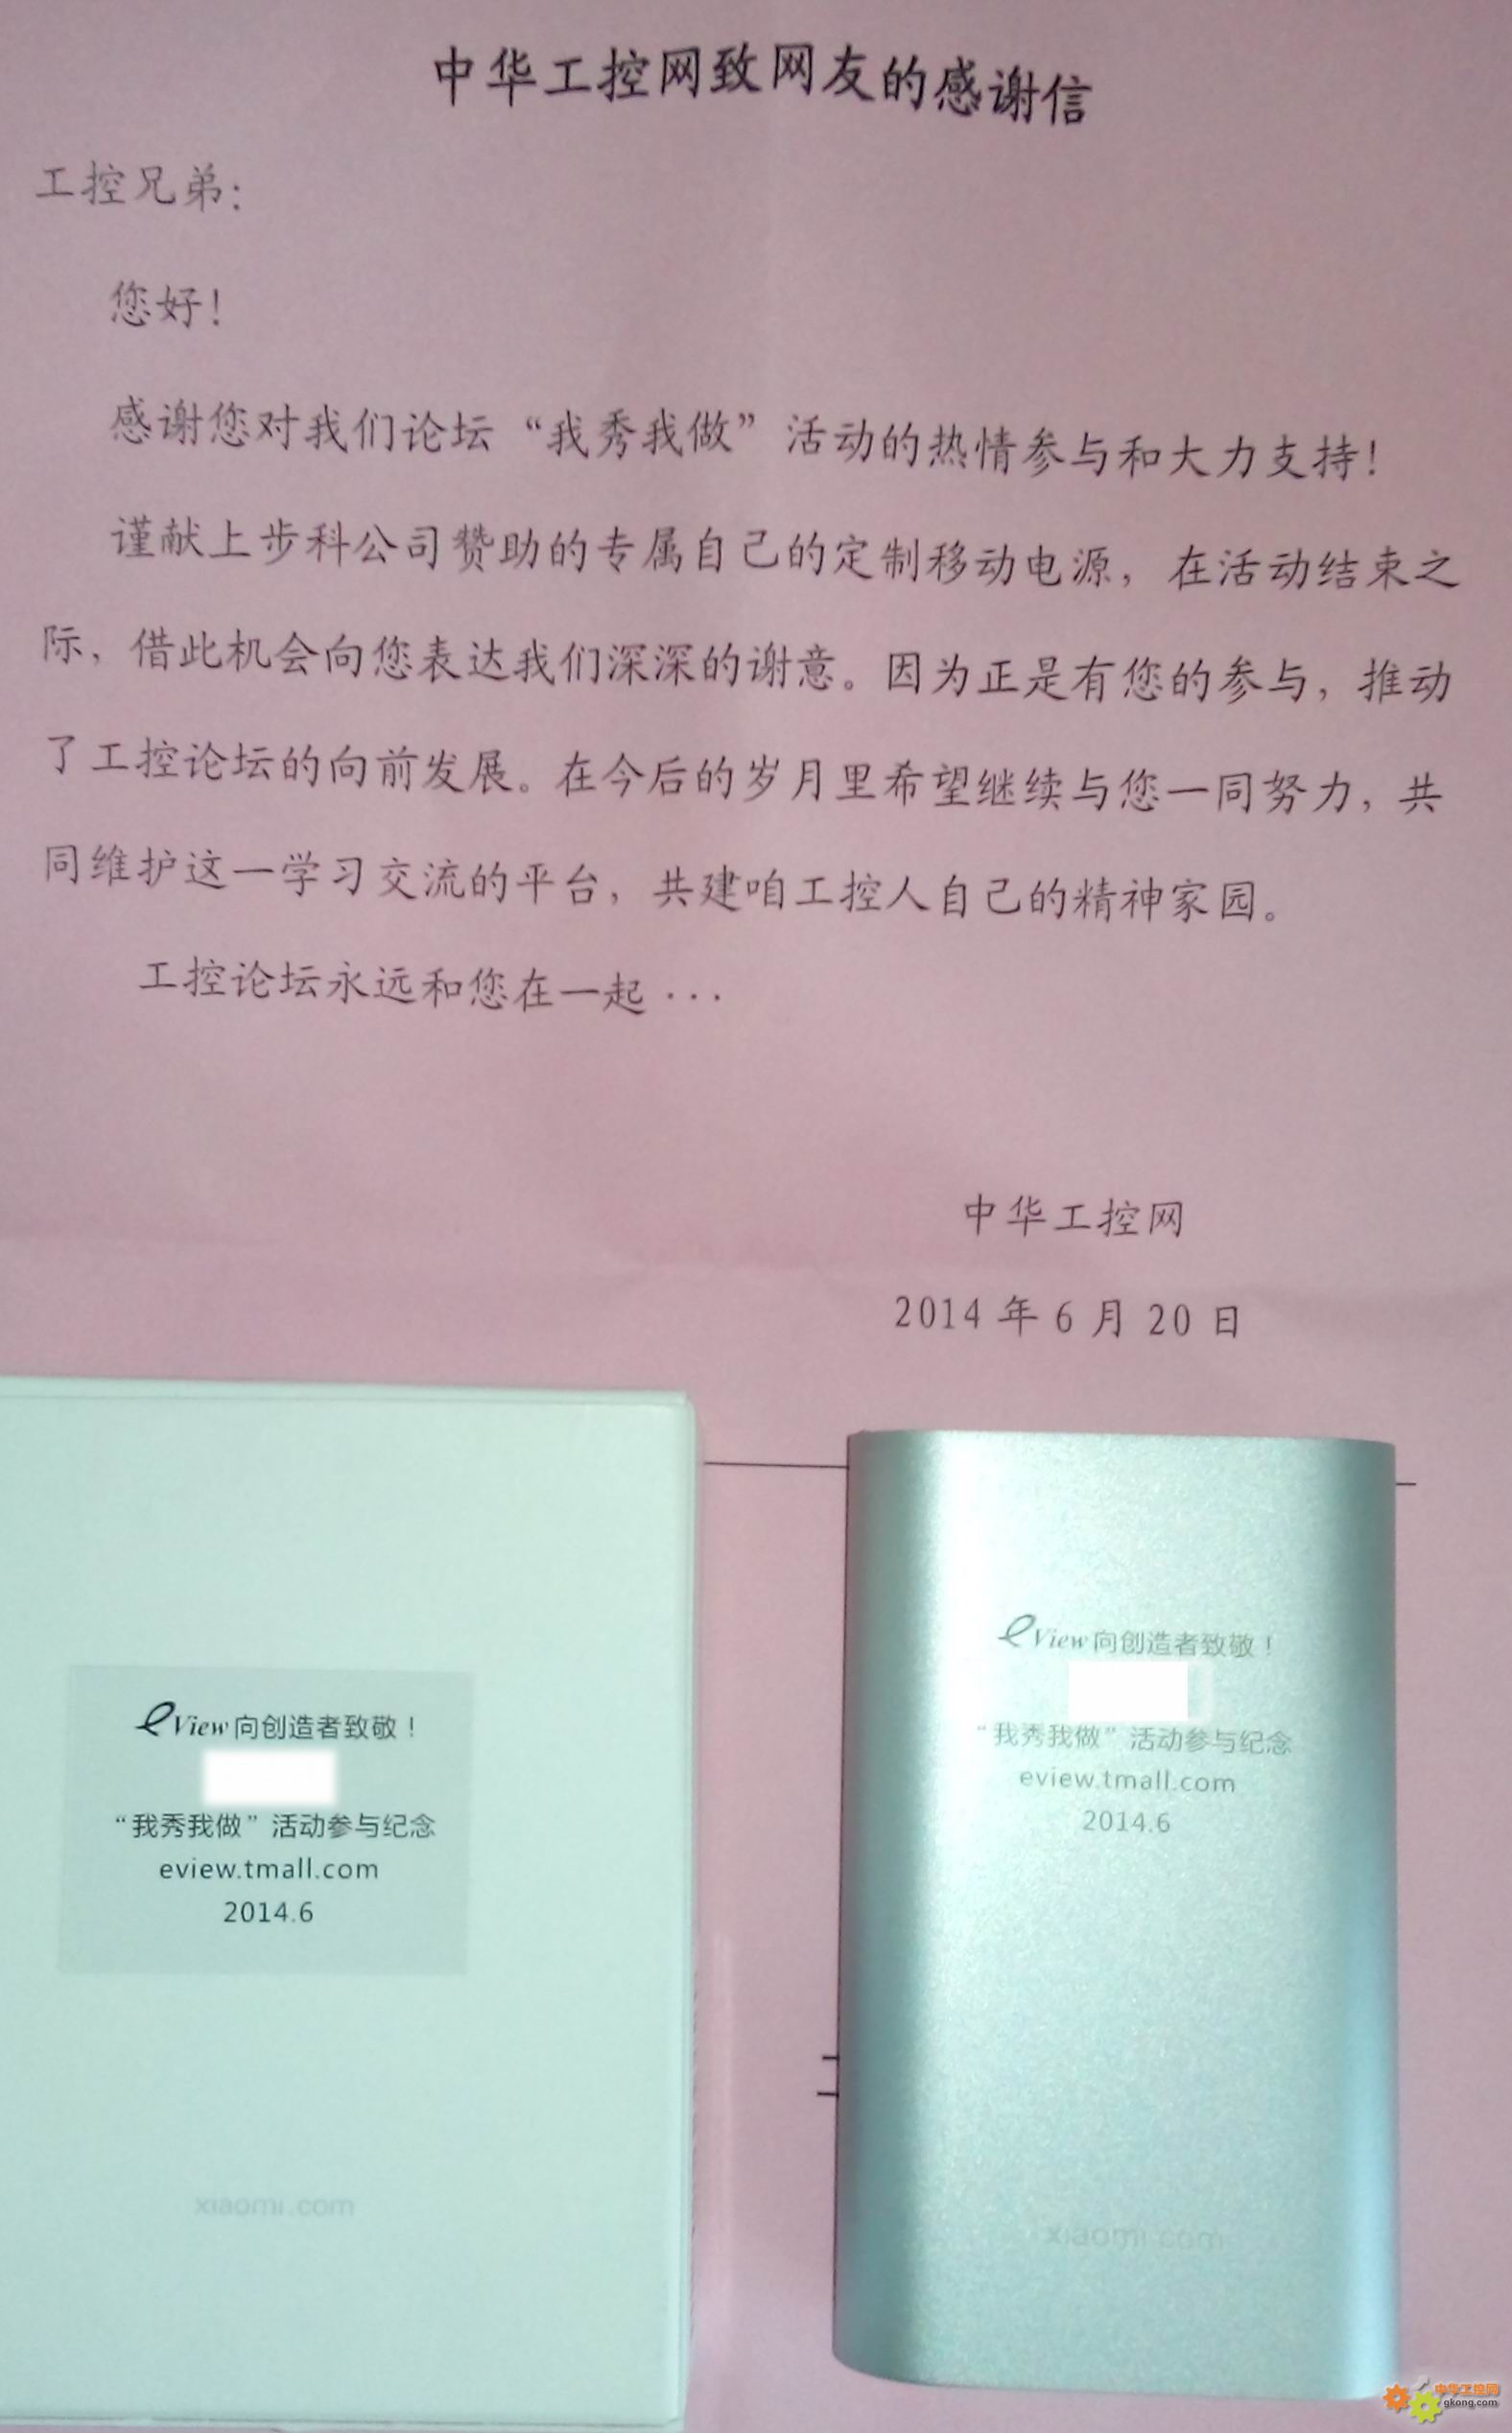 中华工控网致网友的感谢信
工控兄弟：
您好！
感谢您对我们论坛“我秀我做”活动的热情参与和大力支持！
谨献上步科公司赞助的专属自己的定制移动电源，在活动结束之
际，借此机会向您表达我们深深的谢意。因为正是有您的参与，推动
了工控论坛的向前发展。在今后的岁月里希望继续与您一同努力，共
同维护这一学习交流的平台，共建咱工控人自己的精神家园。
工控论坛永远和您在一起···
中华工控网
2014 年 6 月 20 日
eView向创造者致敬！
“我秀我做”活动参与纪念
eview.tmall.com
2014.6
xiaomi.com
eView向创造者致敬！
“我秀我做”活动参与纪念
eview.tmall.com
2014.6
xiaomi.com
中华工控网
gkong.com